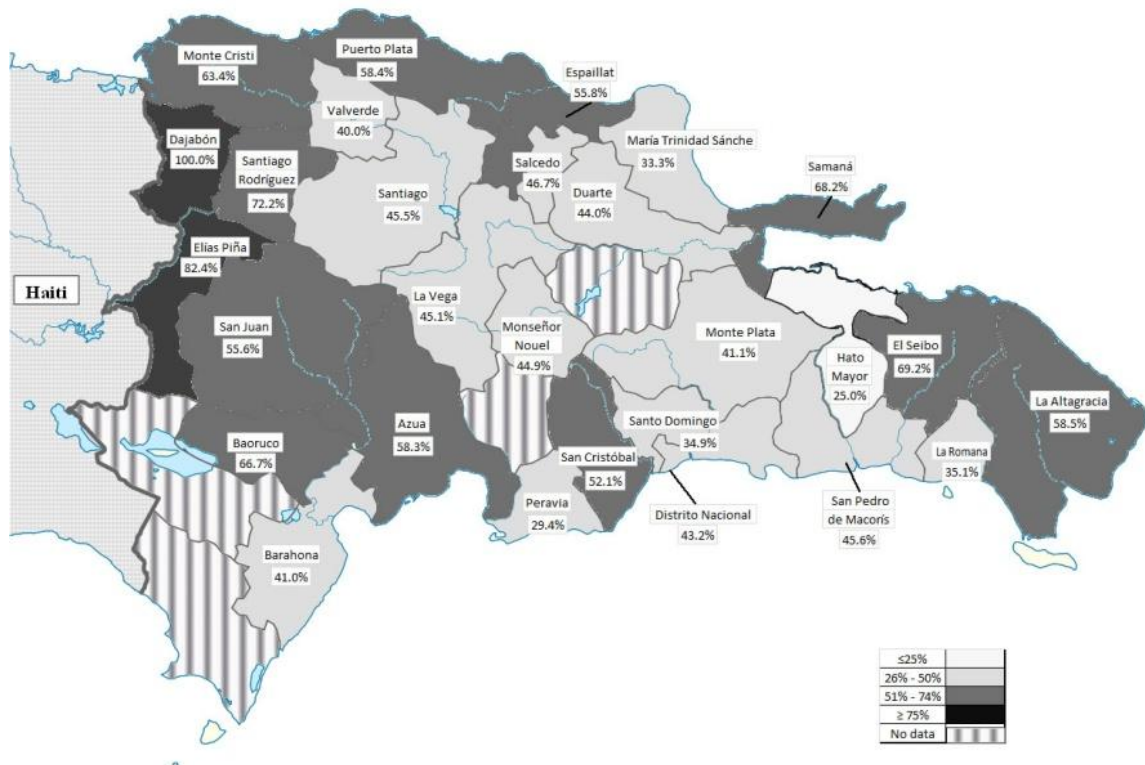 Monte Cristi
63.4%
Puerto Plata
58.4%
Espaillat
55.8%
Valverde
40.0%
Dajabón
100.0%
Santiago
Rodríguez
72.2%
Santiago
45.5%
Salcedo
46.7%
María Trinidad Sánche
33.3%
Duarte
44.0%
Samaná
68.2%
Elías Piña
82.4%
Haiti
San Juan
55.6%
La Vega
45.1%
Monseñor
Nouel
44.9%
Monte Plata
41.1%
Hato
Mayor
25.0%
El Seibo
69.2%
La Altagracia
58.5%
Baoruco
66.7%
Azua
58.3%
San Cristóbal
52.1%
Santo Domingo
34.9%
La Romana
35.1%
Peravia
29.4%
Distrito Nacional
43.2%
San Pedro
de Macorís
45.6%
Barahona
41.0%
≤25%
26% - 50%
51% - 74%
≥ 75%
No data